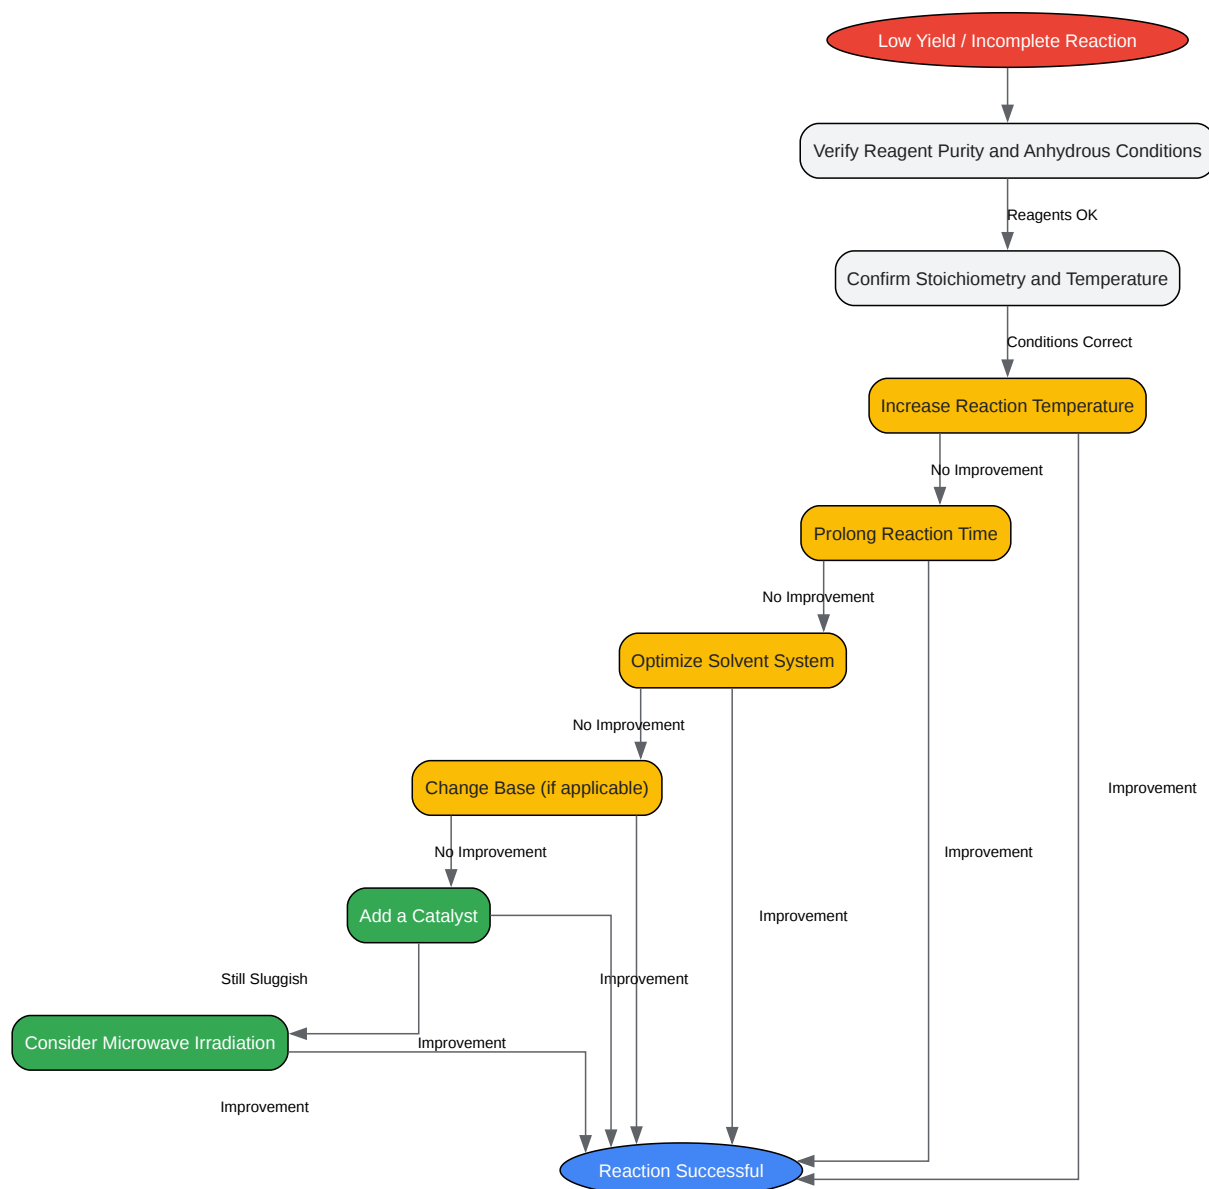 Low Yield / Incomplete Reaction
Verify Reagent Purity and Anhydrous Conditions
Reagents OK
Confirm Stoichiometry and Temperature
Conditions Correct
Increase Reaction Temperature
No Improvement
Prolong Reaction Time
No Improvement
Optimize Solvent System
No Improvement
Change Base (if applicable)
Improvement
No Improvement
Improvement
Add a Catalyst
Improvement
Still Sluggish
Improvement
Consider Microwave Irradiation
Improvement
Improvement
Reaction Successful